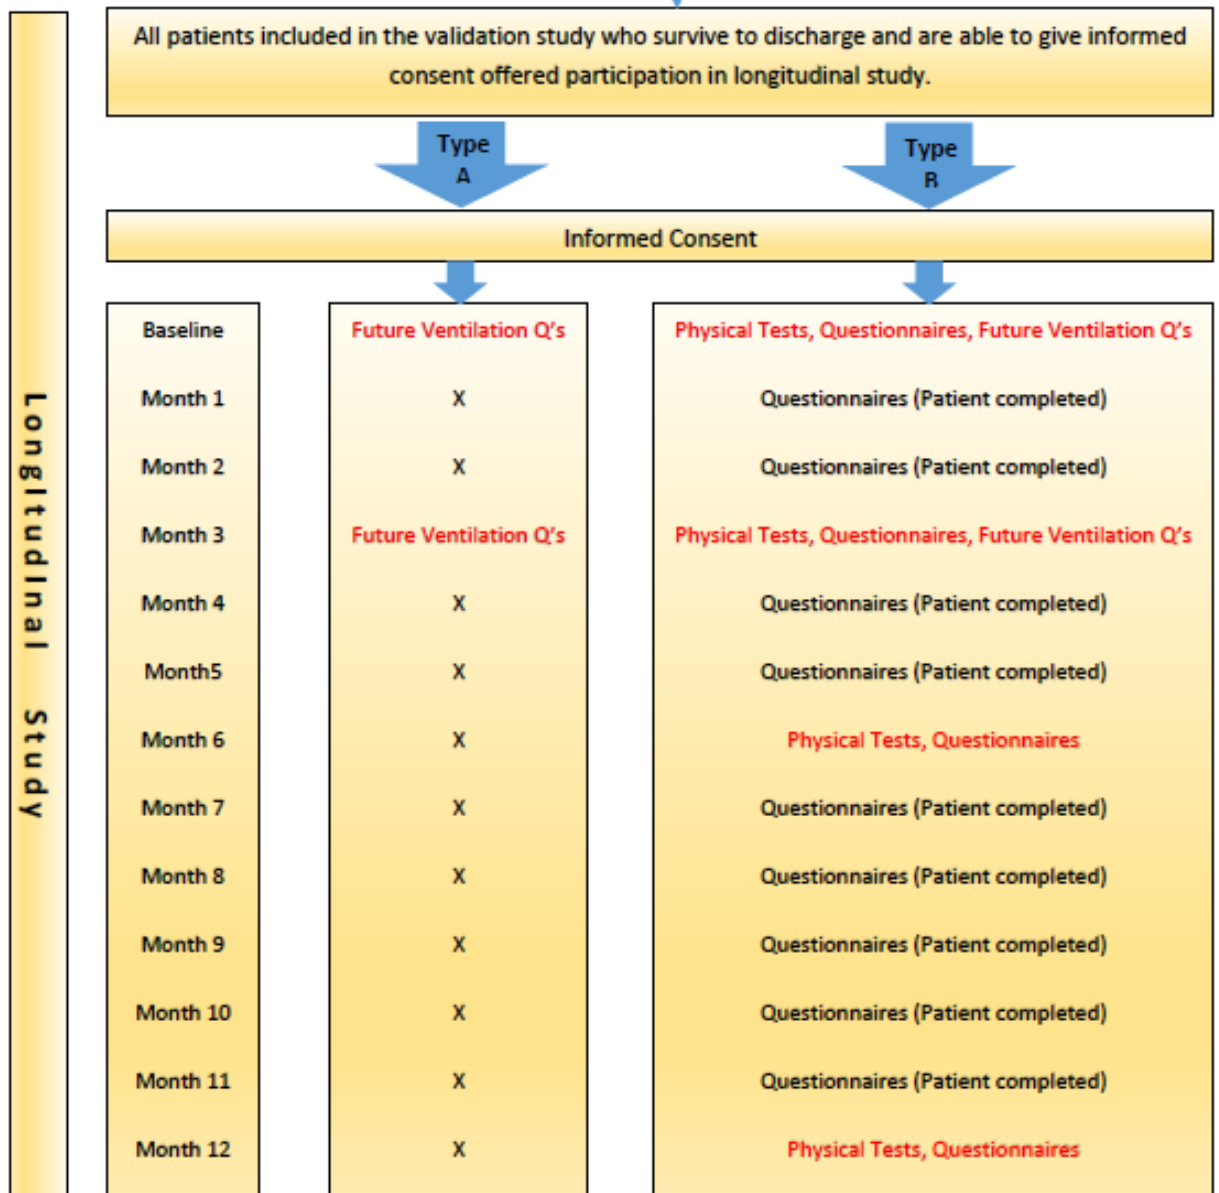 All patients included in the validation study who survive to discharge and are able to give informed
consent offered participation in longitudinal study.
Type
A
Type
B
Informed Consent
Longitudinal Study
Baseline Future Ventilation Q's Physical Tests, Questionnaires, Future Ventilation Q's
Month 1 X Questionnaires (Patient completed)
Month 2 X Questionnaires (Patient completed)
Month 3 Future Ventilation Q's Physical Tests, Questionnaires, Future Ventilation Q's
Month 4 X Questionnaires (Patient completed)
Month5 X Questionnaires (Patient completed)
Month 6 X Physical Tests, Questionnaires
Month 7 X Questionnaires (Patient completed)
Month 8 X Questionnaires (Patient completed)
Month 9 X Questionnaires (Patient completed)
Month 10 X Questionnaires (Patient completed)
Month 11 X Questionnaires (Patient completed)
Month 12 X Physical Tests, Questionnaires